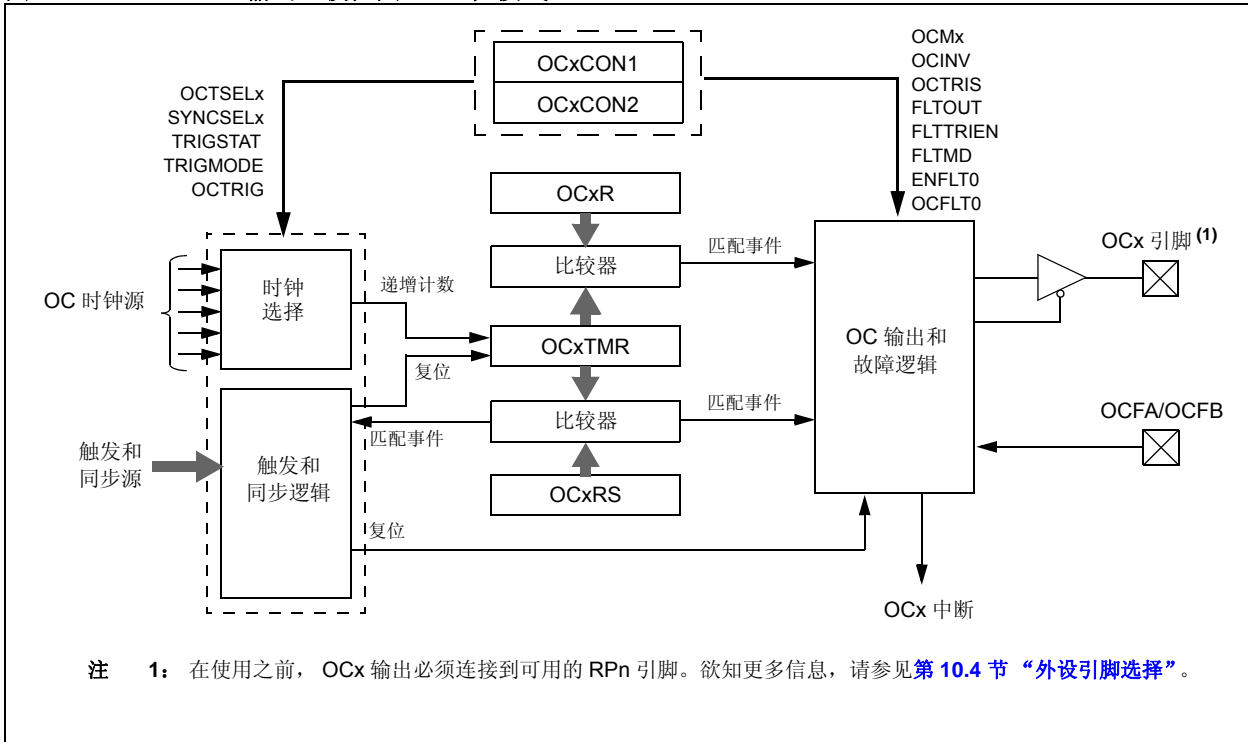 OCxCON1
OCxCON2
OCTSELx
SYNCSELx
TRIGSTAT
TRIGMODE
OCTRIG
OCMx
OCINV
OCTRIS
FLTOUT
FLTTRIEN
FLTMD
ENFLT0
OCFLT0
OCxR
比较器
匹配事件
OCx 引脚 (1)
OC 时钟源
时钟
选择
递增计数
OCxTMR
复位
OC 输出和
故障逻辑
比较器
匹配事件
匹配事件
OCFA/OCFB
触发和
同步源
触发和
同步逻辑
OCxRS
复位
OCx 中断
注 1: 在使用之前, OCx 输出必须连接到可用的 RPn 引脚。欲知更多信息,请参见第 10.4 节 “外设引脚选择”。